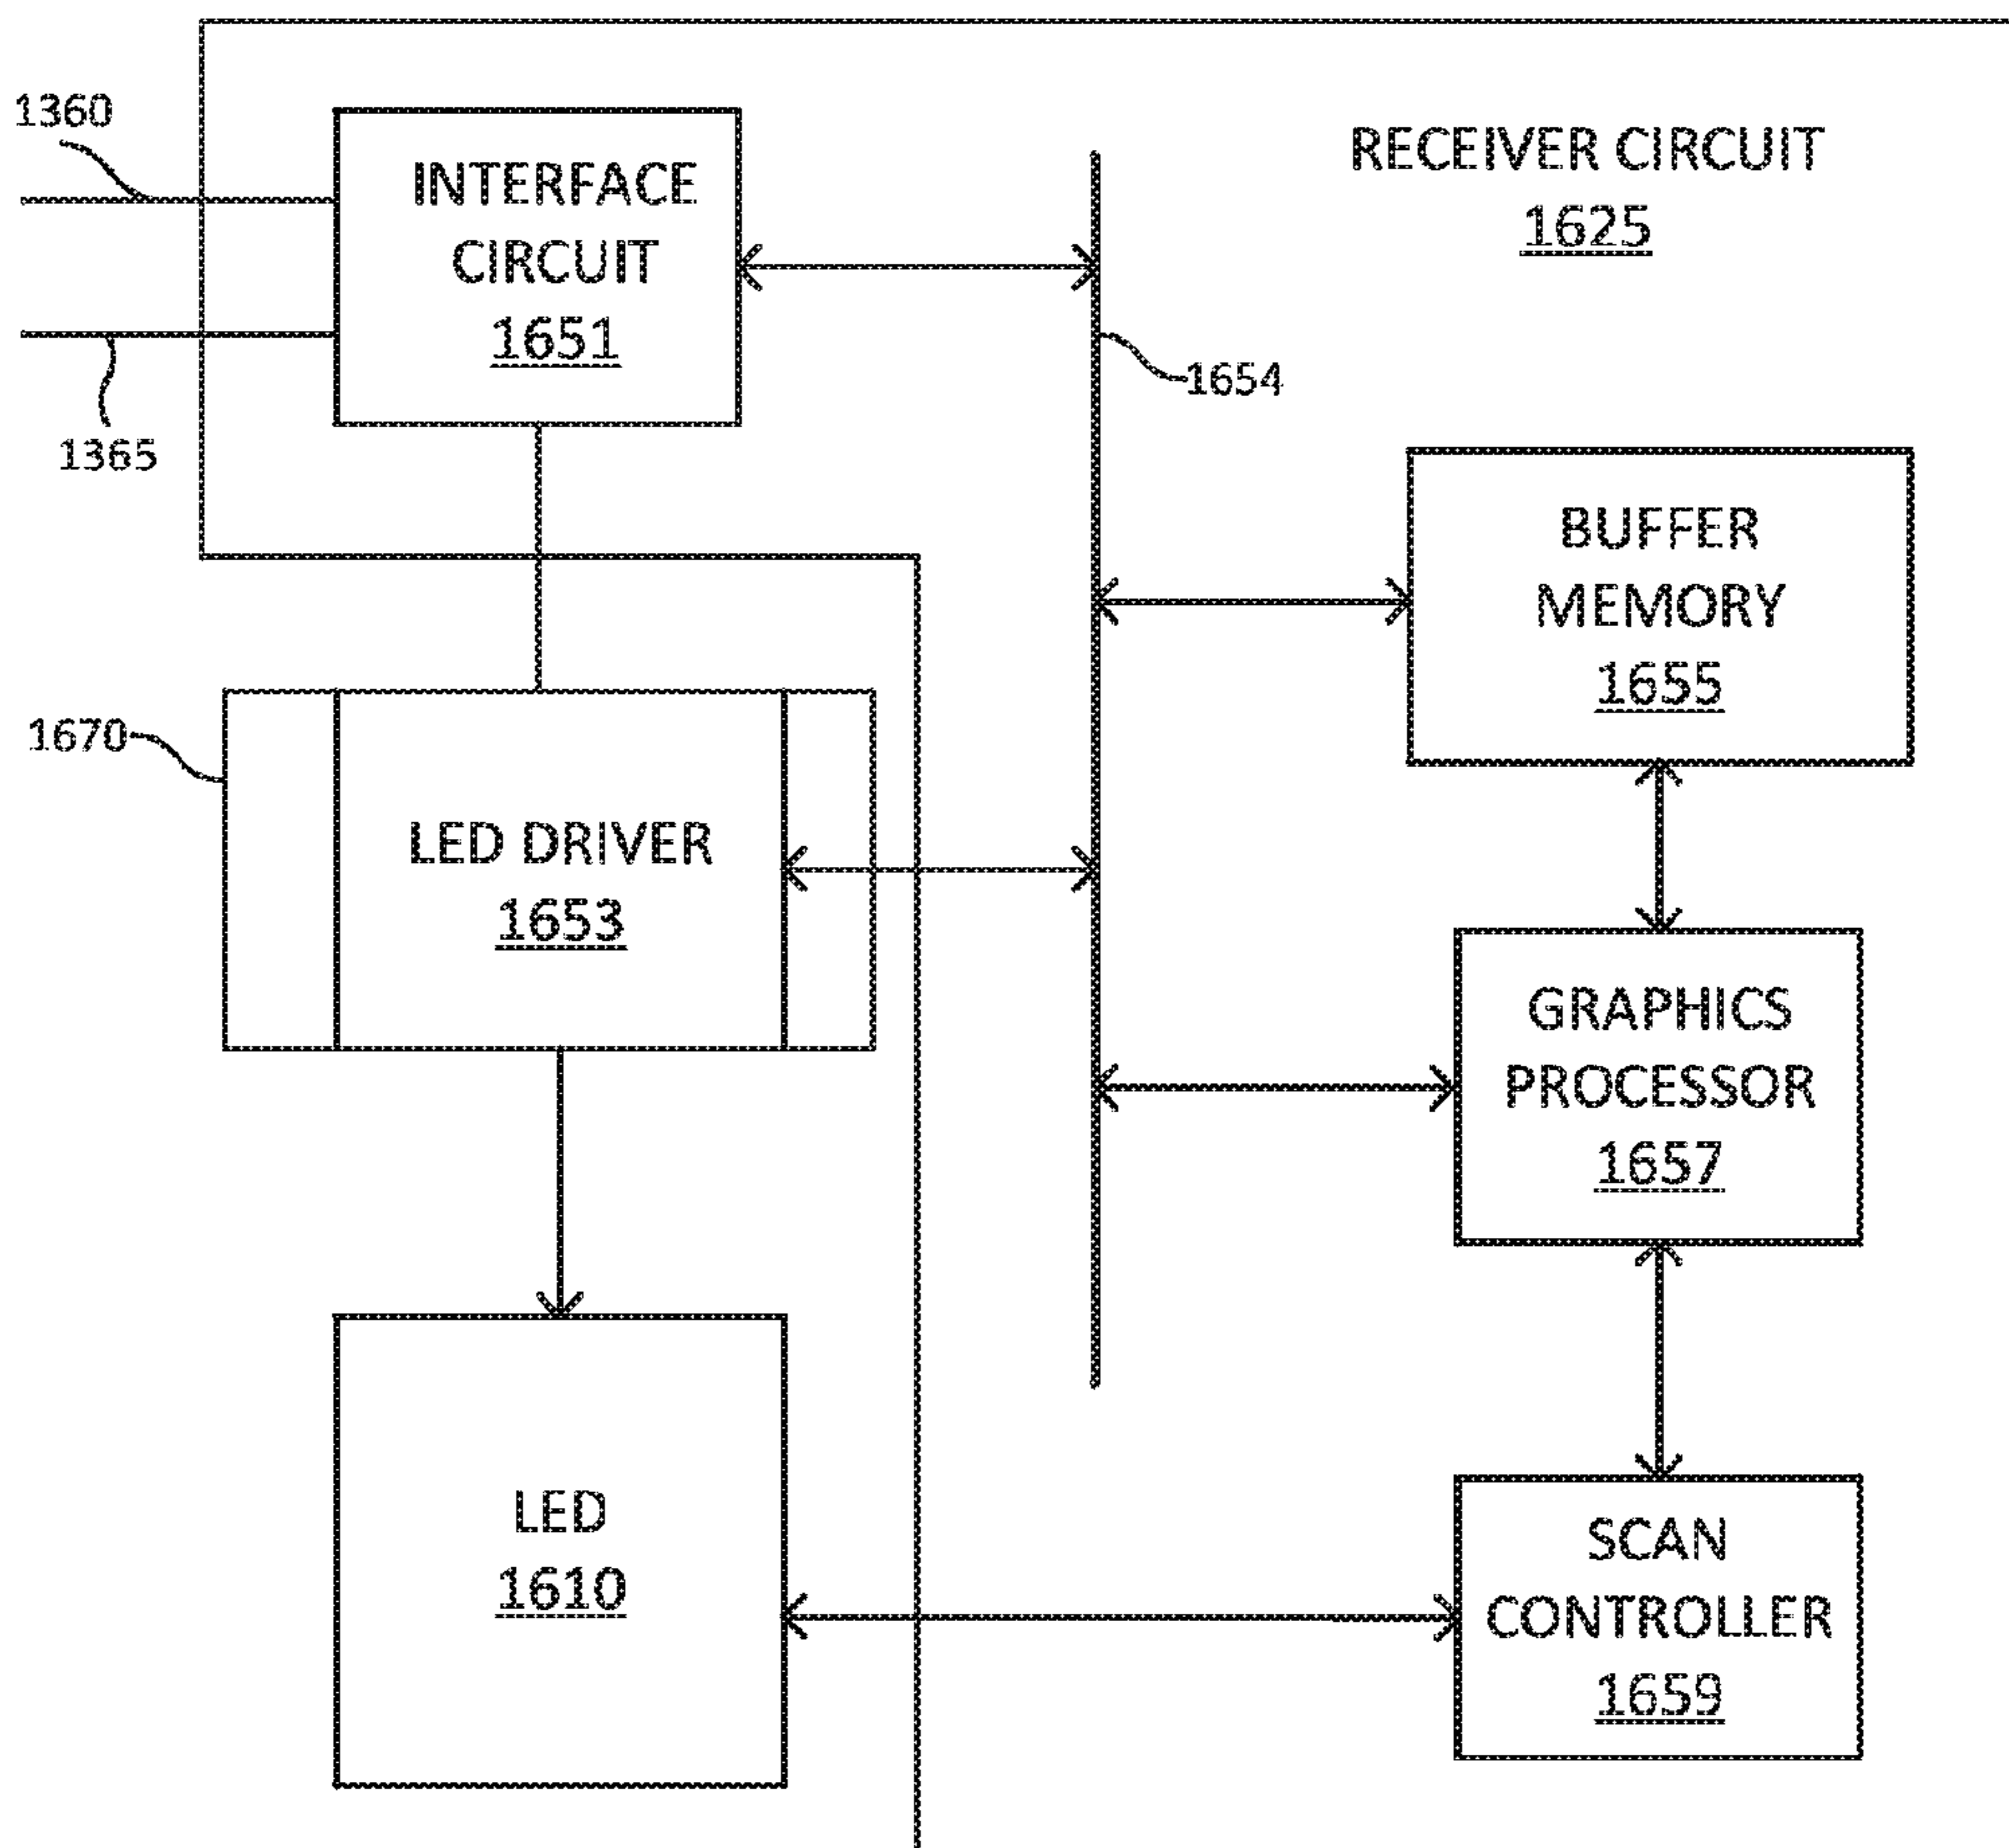 1360
INTERFACE
CIRCUIT
1651
RECEIVER CIRCUIT
1625
1365
1654
BUFFER
MEMORY
1655
1670
LED DRIVER
1653
GRAPHICS
PROCESSOR
1657
LED
1610
SCAN
CONTROLLER
1659